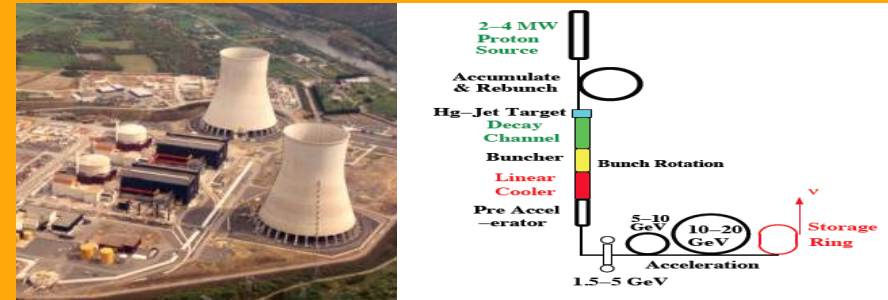 2–4 MW
Proton
Source
Accumulate
& Rebunch
Hg–Jet Target
Decay
Channel
Buncher
Bunch Rotation
Linear
Cooler
Pre Accel
–erator
1.5–5 GeV
5–10
GeV
10–20
GeV
Acceleration
ν
Storage
Ring